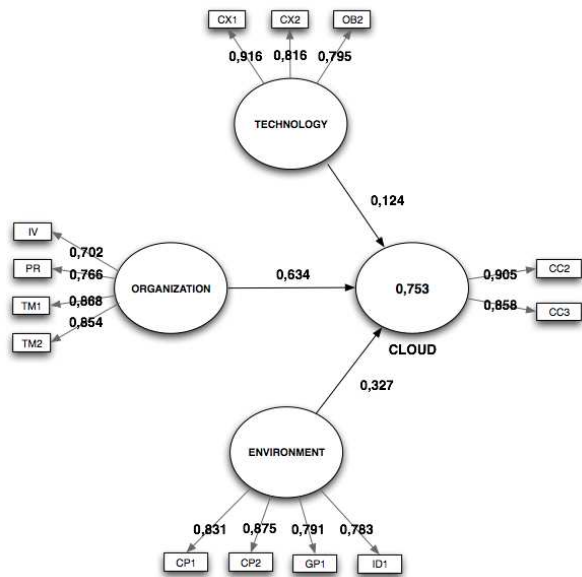 CX1 CX2 OB2
0,916 0,816 0,795
TECHNOLOGY
0,124
IV
0,702
PR
0,766
TM1
0,868
TM2
0,854
ORGANIZATION
0,634
0,753
CLOUD
0,905
CC2
0,858
CC3
0,327
ENVIRONMENT
0,831 0,875 0,791 0,783
CP1 CP2 GP1 ID1